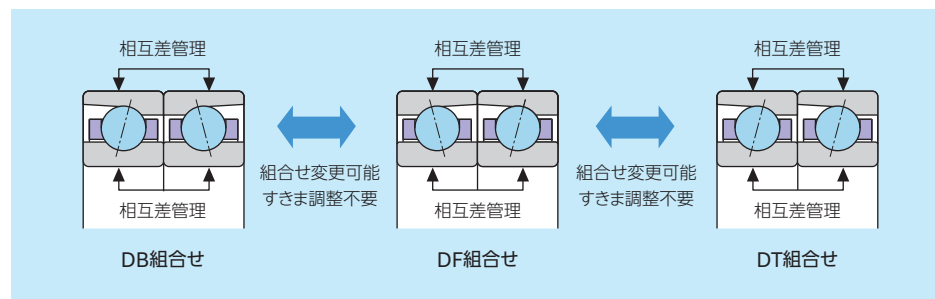 相互差管理
相互差管理
相互差管理
組合せ変更可能
すきま調整不要
組合せ変更可能
すきま調整不要
相互差管理
相互差管理
相互差管理
DB組合せ
DF組合せ
DT組合せ